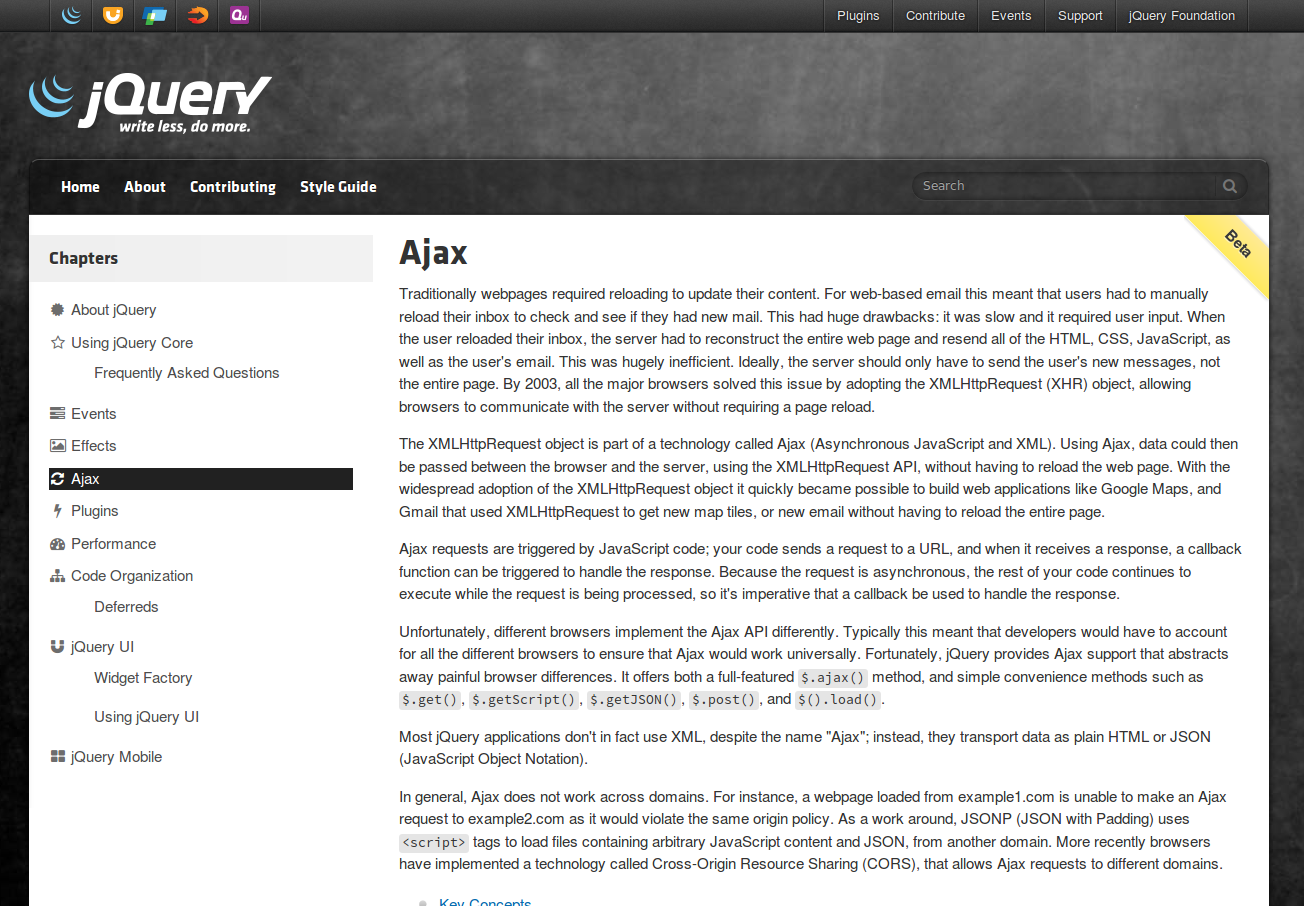 Qu
Plugins Contribute Events Support jQuery Foundation
jQuery
write less, do more.
Home About Contributing Style Guide
Search
Beta
Chapters
About jQuery
Using jQuery Core
Frequently Asked Questions
Events
Effects
Ajax
Plugins
Performance
Code Organization
Deferreds
jQuery UI
Widget Factory
Using jQuery UI
jQuery Mobile
Ajax
Traditionally webpages required reloading to update their content. For web-based email this meant that users had to manually
reload their inbox to check and see if they had new mail. This had huge drawbacks: it was slow and it required user input. When
the user reloaded their inbox, the server had to reconstruct the entire web page and resend all of the HTML, CSS, JavaScript, as
well as the user's email. This was hugely inefficient. Ideally, the server should only have to send the user's new messages, not
the entire page. By 2003, all the major browsers solved this issue by adopting the XMLHttpRequest (XHR) object, allowing
browsers to communicate with the server without requiring a page reload.
The XMLHttpRequest object is part of a technology called Ajax (Asynchronous JavaScript and XML). Using Ajax, data could then
be passed between the browser and the server, using the XMLHttpRequest API, without having to reload the web page. With the
widespread adoption of the XMLHttpRequest object it quickly became possible to build web applications like Google Maps, and
Gmail that used XMLHttpRequest to get new map tiles, or new email without having to reload the entire page.
Ajax requests are triggered by JavaScript code; your code sends a request to a URL, and when it receives a response, a callback
function can be triggered to handle the response. Because the request is asynchronous, the rest of your code continues to
execute while the request is being processed, so it's imperative that a callback be used to handle the response.
Unfortunately, different browsers implement the Ajax API differently. Typically this meant that developers would have to account
for all the different browsers to ensure that Ajax would work universally. Fortunately, jQuery provides Ajax support that abstracts
away painful browser differences. It offers both a full-featured $.ajax() method, and simple convenience methods such as
$.get(), $.getScript(), $.getJSON(), $.post(), and $().load().
Most jQuery applications don't in fact use XML, despite the name "Ajax"; instead, they transport data as plain HTML or JSON
(JavaScript Object Notation).
In general, Ajax does not work across domains. For instance, a webpage loaded from example1.com is unable to make an Ajax
request to example2.com as it would violate the same origin policy. As a work around, JSONP (JSON with Padding) uses
<script> tags to load files containing arbitrary JavaScript content and JSON, from another domain. More recently browsers
have implemented a technology called Cross-Origin Resource Sharing (CORS), that allows Ajax requests to different domains.
Key Concepts